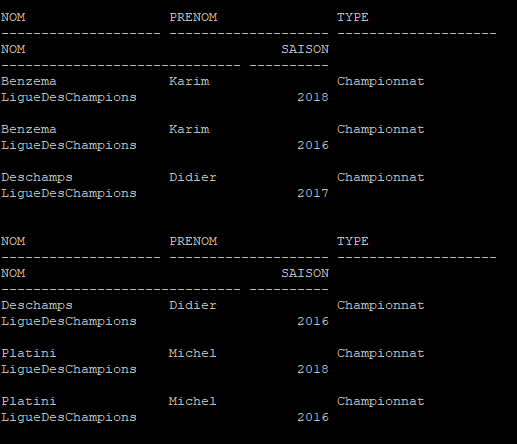 NOM                  PRENOM               TYPE
-------------------- -------------------- --------------------
NOM                                SAISON
------------------------------ ----------
Benzema              Karim                Championnat
LigueDesChampions                    2018
Benzema              Karim                Championnat
LigueDesChampions                    2016
Deschamps            Didier               Championnat
LigueDesChampions                    2017
NOM                  PRENOM               TYPE
-------------------- -------------------- --------------------
NOM                                SAISON
------------------------------ ----------
Deschamps            Didier               Championnat
LigueDesChampions                    2016
Platini              Michel               Championnat
LigueDesChampions                    2018
Platini              Michel               Championnat
LigueDesChampions                    2016